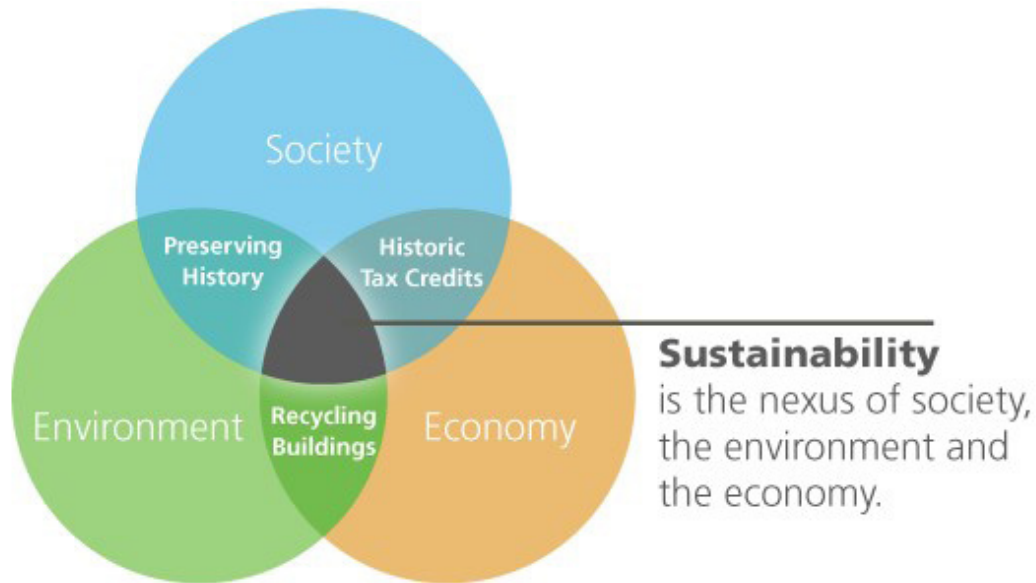 Society
Preserving
History
Historic
Tax Credits
Environment
Recycling
Buildings
Economy
Sustainability
is the nexus of society,
the environment and
the economy.